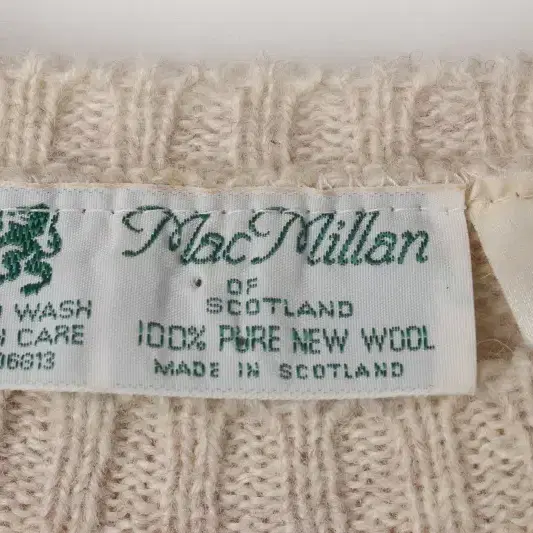 MacMillan
OF
SCOTLAND
100% PURE NEW WOOL
MADE IN SCOTLAND
WASH
CARE
06813